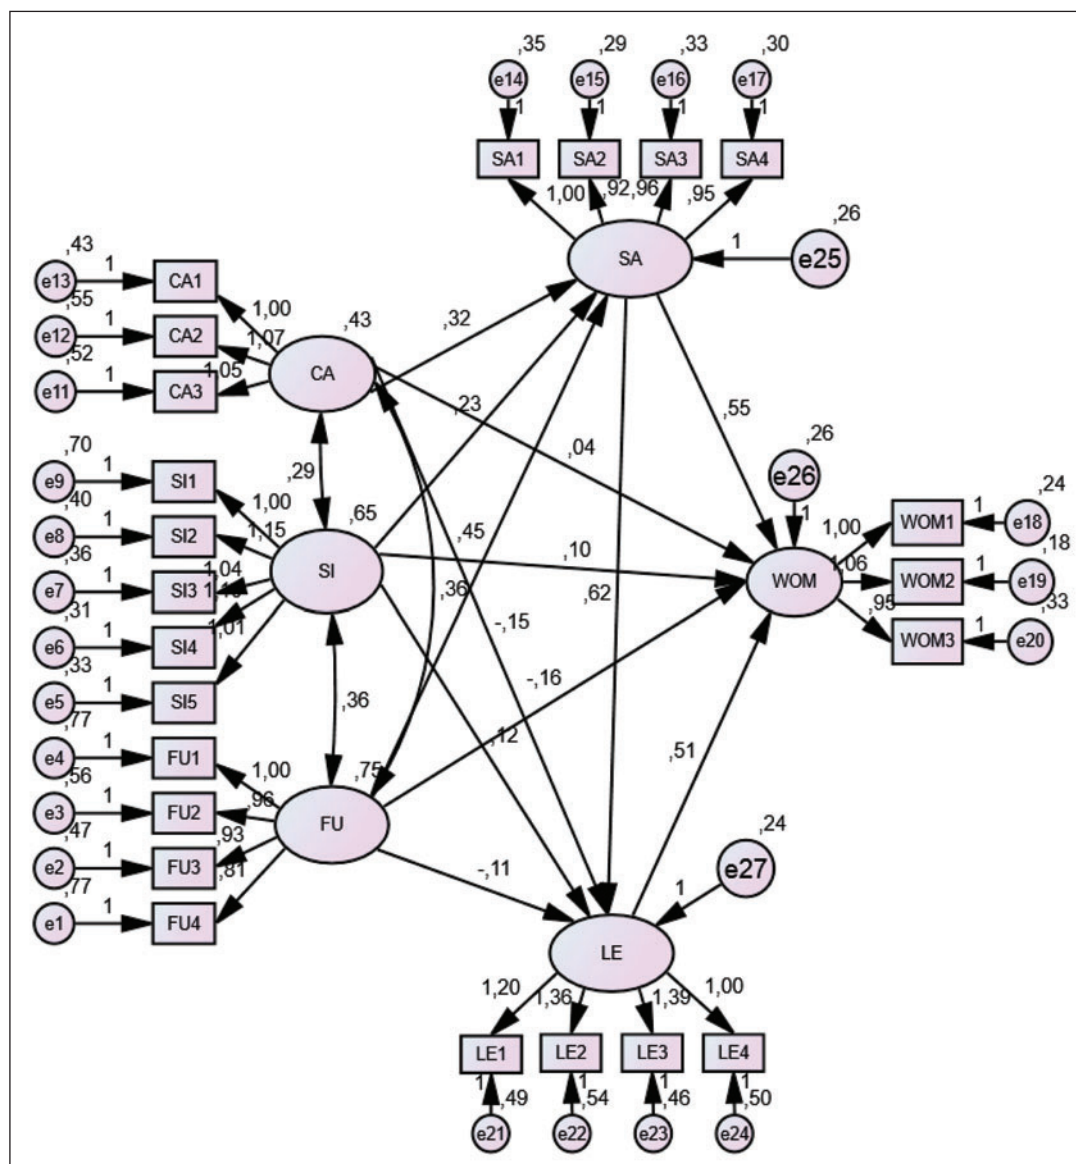 ,35 ,29 ,33 ,30
e14 e15 e16 e17
1 1 1 1
SA1 SA2 SA3 SA4
1,00 ,92 ,96 ,95
SA
1
e25
,26
,43
e13 1 CA1
1,00
,55
e12 1 CA2
1,07
,52
e11 1 CA3
1,05
CA
,43
,32
,29
,23
,04
,55
,70
e9 1 SI1
1,00
,40
e8 1 SI2
1,15
,36
e7 1 SI3
1,04
,31
e6 1 SI4
,33
e5 1 SI5
1,01
SI
,65
,45
,36
,10
,62
-,15
-,16
,12
,36
,26
e26
1
WOM
1,00 WOM1 1 e18 ,24
1,06 WOM2 1 e19 ,18
,95 WOM3 1 e20 ,33
,77
e4 1 FU1
1,00
,56
e3 1 FU2
,96
,47
e2 1 FU3
,93
,77
e1 1 FU4
,81
FU
,75
-,11
,51
,24
e27
1
LE
1,20 1,36 1,39 1,00
LE1 LE2 LE3 LE4
1 1 1 1
,49 ,54 ,46 ,50
e21 e22 e23 e24